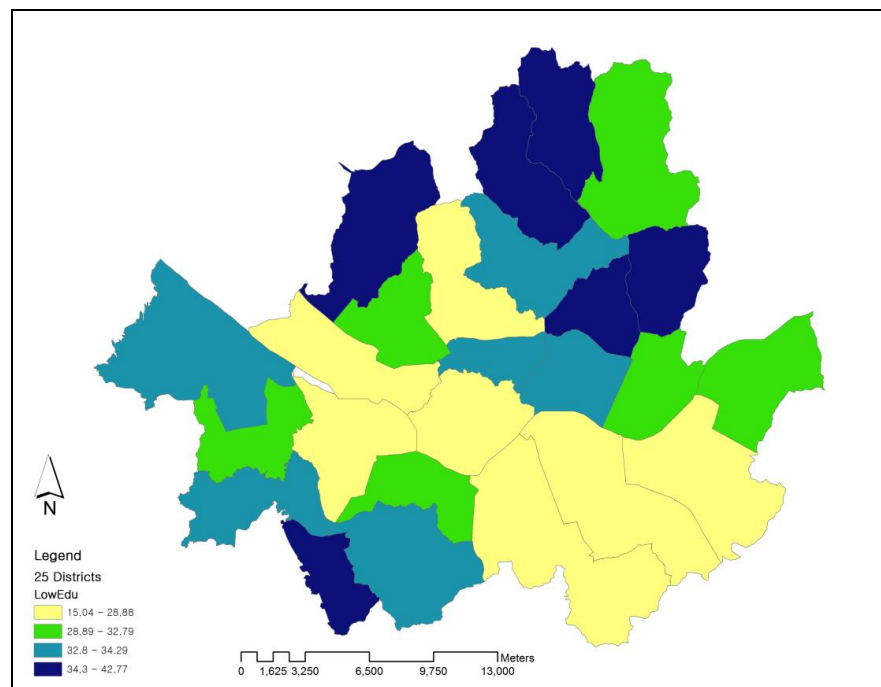 N
Legend
25 Districts
LowEdu
15.04 - 28.88
28.89 - 32.79
32.8 - 34.29
34.3 - 42.77
Meters
0 1,625 3,250 6,500 9,750 13,000